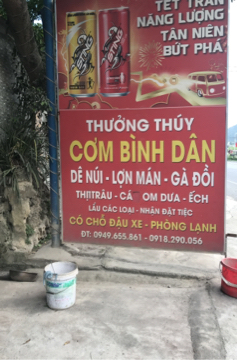 TẾT TRÀN
NĂNG LƯỢNG
TÂN NIÊN
BỨT PHÁ
THƯỞNG THÚY
CƠM BÌNH DÂN
DÊ NÚI - LỢN MÁN - GÀ ĐỒI
THỊT TRÂU - CÁ OM DƯA - ẾCH
LẨU CÁC LOẠI - NHẬN ĐẶT TIỆC
CÓ CHỖ ĐẬU XE - PHÒNG LẠNH
ĐT: 0949.655.861 - 0918.290.056